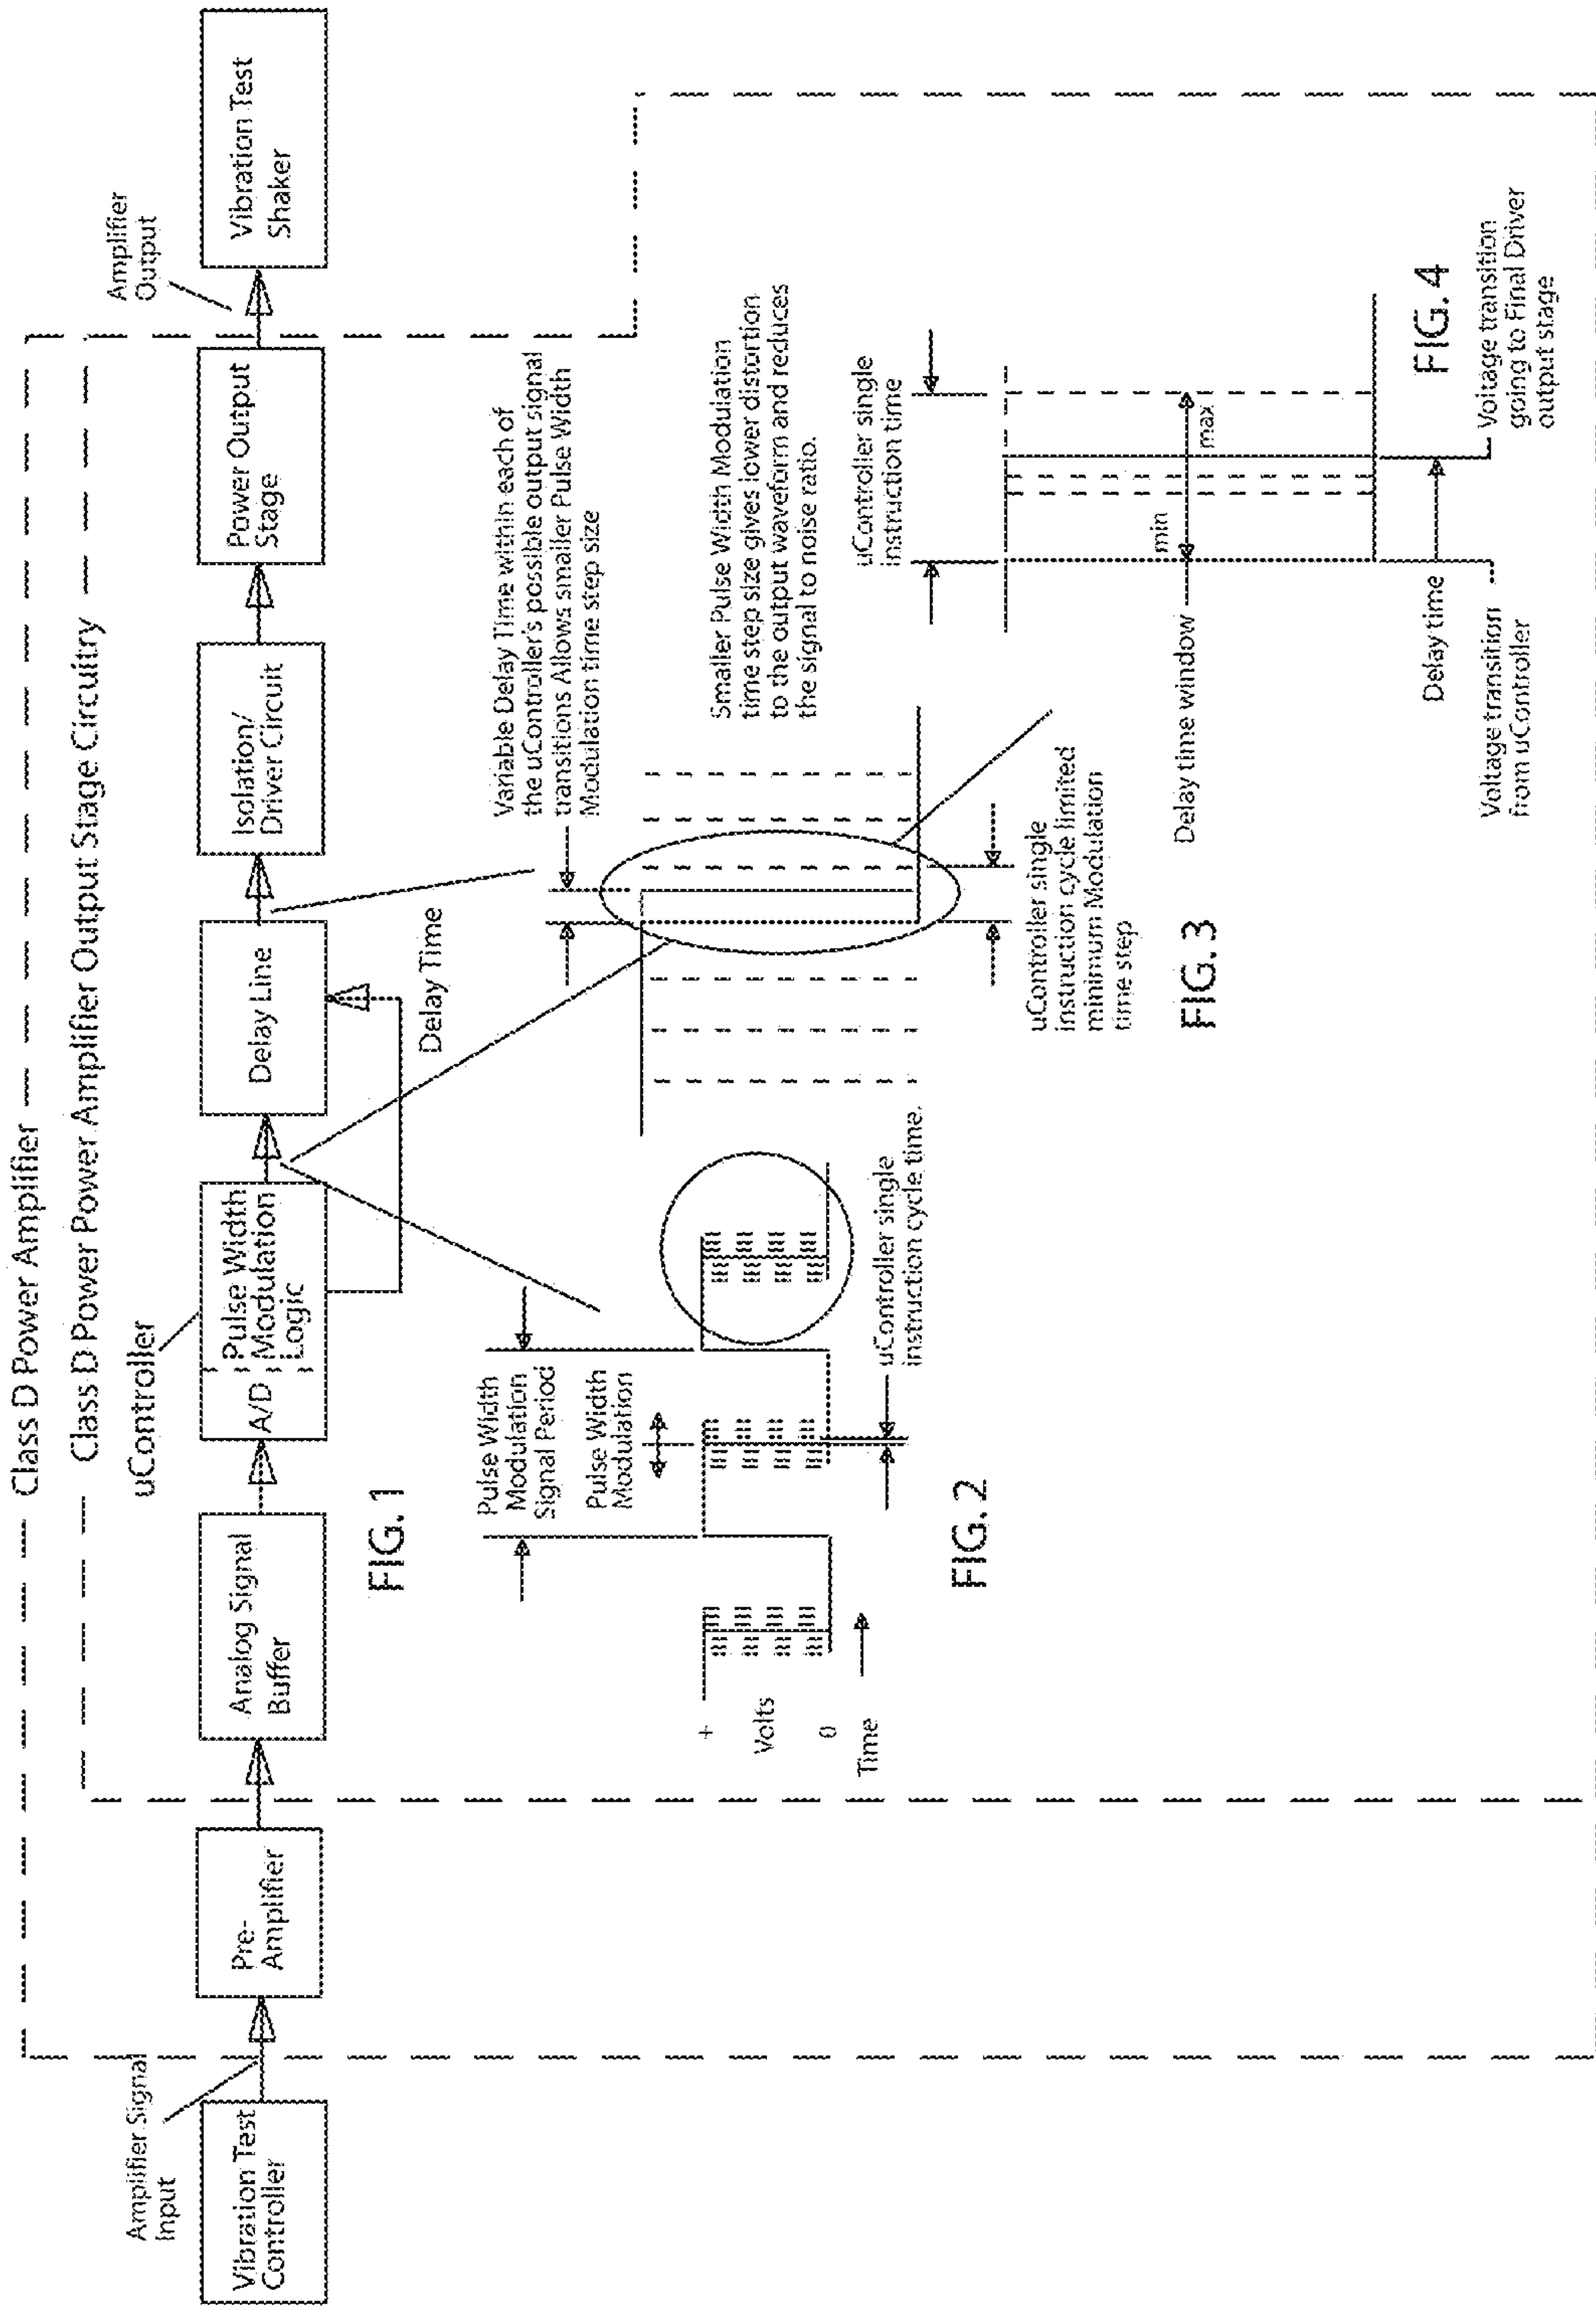 Class D Power Amplifier
Class D Power Power Amplifier Output Stage Circuitry
uController
Amplifier Signal
Input
Amplifier
Output
Vibration Test
Controller
Pre-
Amplifier
Analog Signal
Buffer
A/D
Pulse Width
Modulation
Logic
Delay Line
Isolation/
Driver Circuit
Power Output
Stage
Vibration Test
Shaker
Delay Time
FIG. 1
Pulse Width
Modulation
Signal Period
Pulse Width
Modulation
+
Volts
0
Time
uController single
instruction cycle time.
FIG. 2
Variable Delay Time within each of
the uController's possible output signal
transitions Allows smaller Pulse Width
Modulation time step size
Smaller Pulse Width Modulation
time step size gives lower distortion
to the output waveform and reduces
the signal to noise ratio.
uController single
instruction cycle limited
minimum Modulation
time step
FIG. 3
uController single
instruction time
min
max
Delay time window
Delay time
Voltage transition
from uController
FIG. 4
Voltage transition
going to Final Driver
output stage